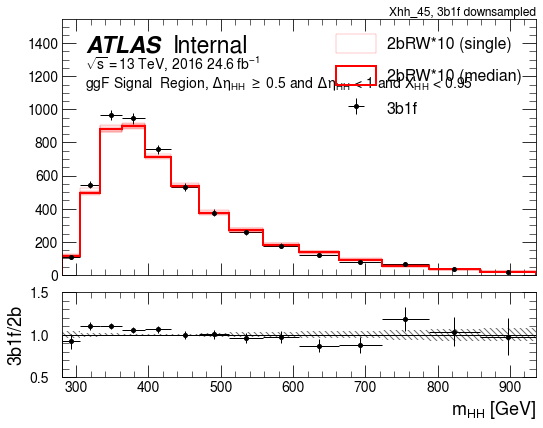 Xhh_45, 3b1f downsampled
ATLAS Internal
√s = 13 TeV, 2016 24.6 fb⁻¹
ggF Signal Region, Δη_HH ≥ 0.5 and Δη_HH < 1 and X_HH < 0.95
2bRW*10 (single)
2bRW*10 (median)
3b1f
1400
1200
1000
800
600
400
200
0
3b1f/2b
1.5
1.0
0.5
300 400 500 600 700 800 900
m_HH [GeV]